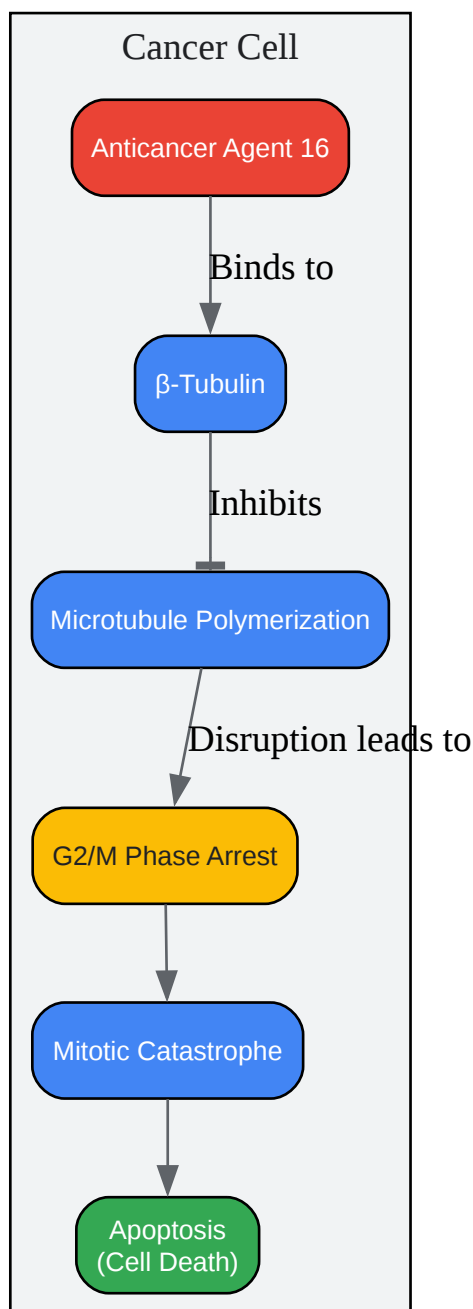 Cancer Cell
Anticancer Agent 16
Binds to
β-Tubulin
Inhibits
Microtubule Polymerization
Disruption leads to
G2/M Phase Arrest
Mitotic Catastrophe
Apoptosis
(Cell Death)